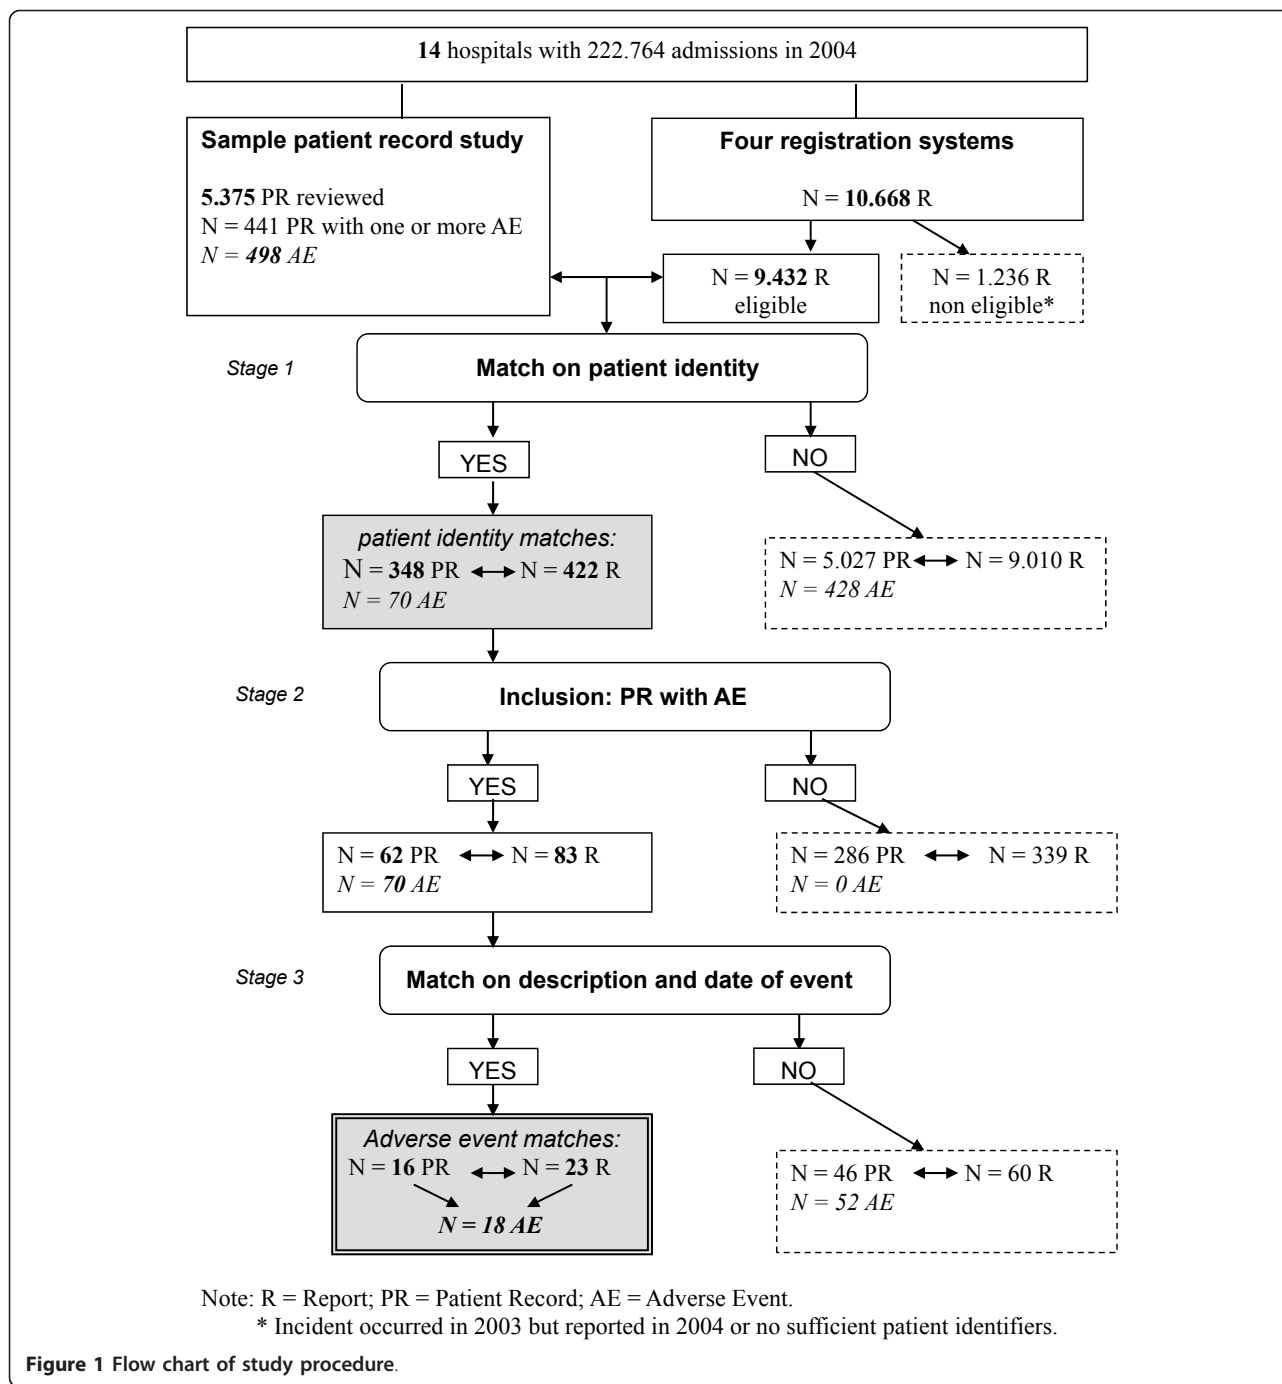 14 hospitals with 222.764 admissions in 2004
Sample patient record study
5.375 PR reviewed
N = 441 PR with one or more AE
N = 498 AE
Four registration systems
N = 10.668 R
N = 9.432 R
eligible
N = 1.236 R
non eligible*
Stage 1
Match on patient identity
YES
NO
patient identity matches:
N = 348 PR N = 422 R
N = 70 AE
N = 5.027 PR N = 9.010 R
N = 428 AE
Stage 2
Inclusion: PR with AE
YES
NO
N = 62 PR N = 83 R
N = 70 AE
N = 286 PR N = 339 R
N = 0 AE
Stage 3
Match on description and date of event
YES
NO
Adverse event matches:
N = 16 PR N = 23 R
N = 18 AE
N = 46 PR N = 60 R
N = 52 AE
Note: R = Report; PR = Patient Record; AE = Adverse Event.
* Incident occurred in 2003 but reported in 2004 or no sufficient patient identifiers.
Figure 1 Flow chart of study procedure.